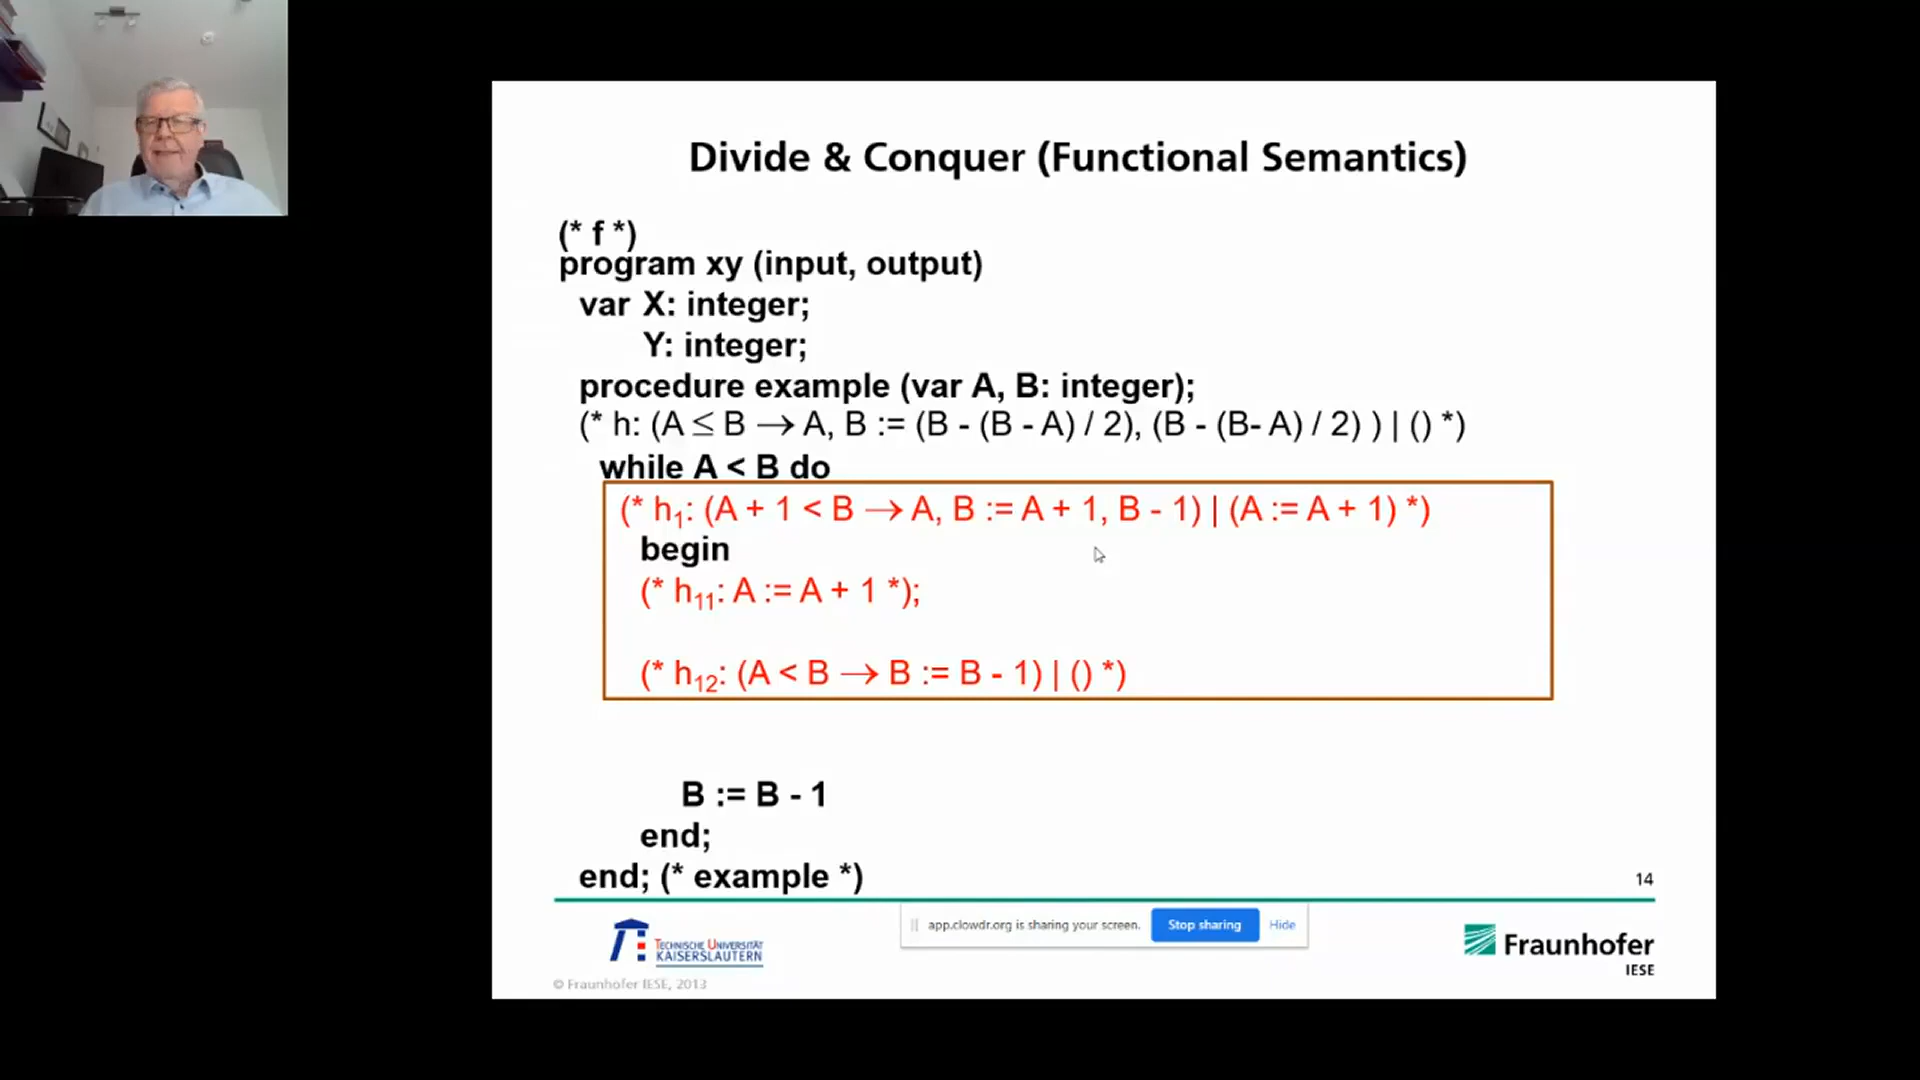 Divide & Conquer (Functional Semantics)
(* f *)
program xy (input, output)
var X: integer;
Y: integer;
procedure example (var A, B: integer);
(* h: (A ≤ B → A, B := (B - (B - A) / 2), (B - (B- A) / 2) ) | () *)
while A < B do
(* h₁: (A + 1 < B → A, B := A + 1, B - 1) | (A := A + 1) *)
begin
(* h₁₁: A := A + 1 *);
(* h₁₂: (A < B → B := B - 1) | () *)
B := B - 1
end;
end; (* example *)
14
TECHNISCHE UNIVERSITÄT
KAISERSLAUTERN
app.clowdr.org is sharing your screen. Stop sharing Hide
Fraunhofer
IESE
© Fraunhofer IESE, 2013